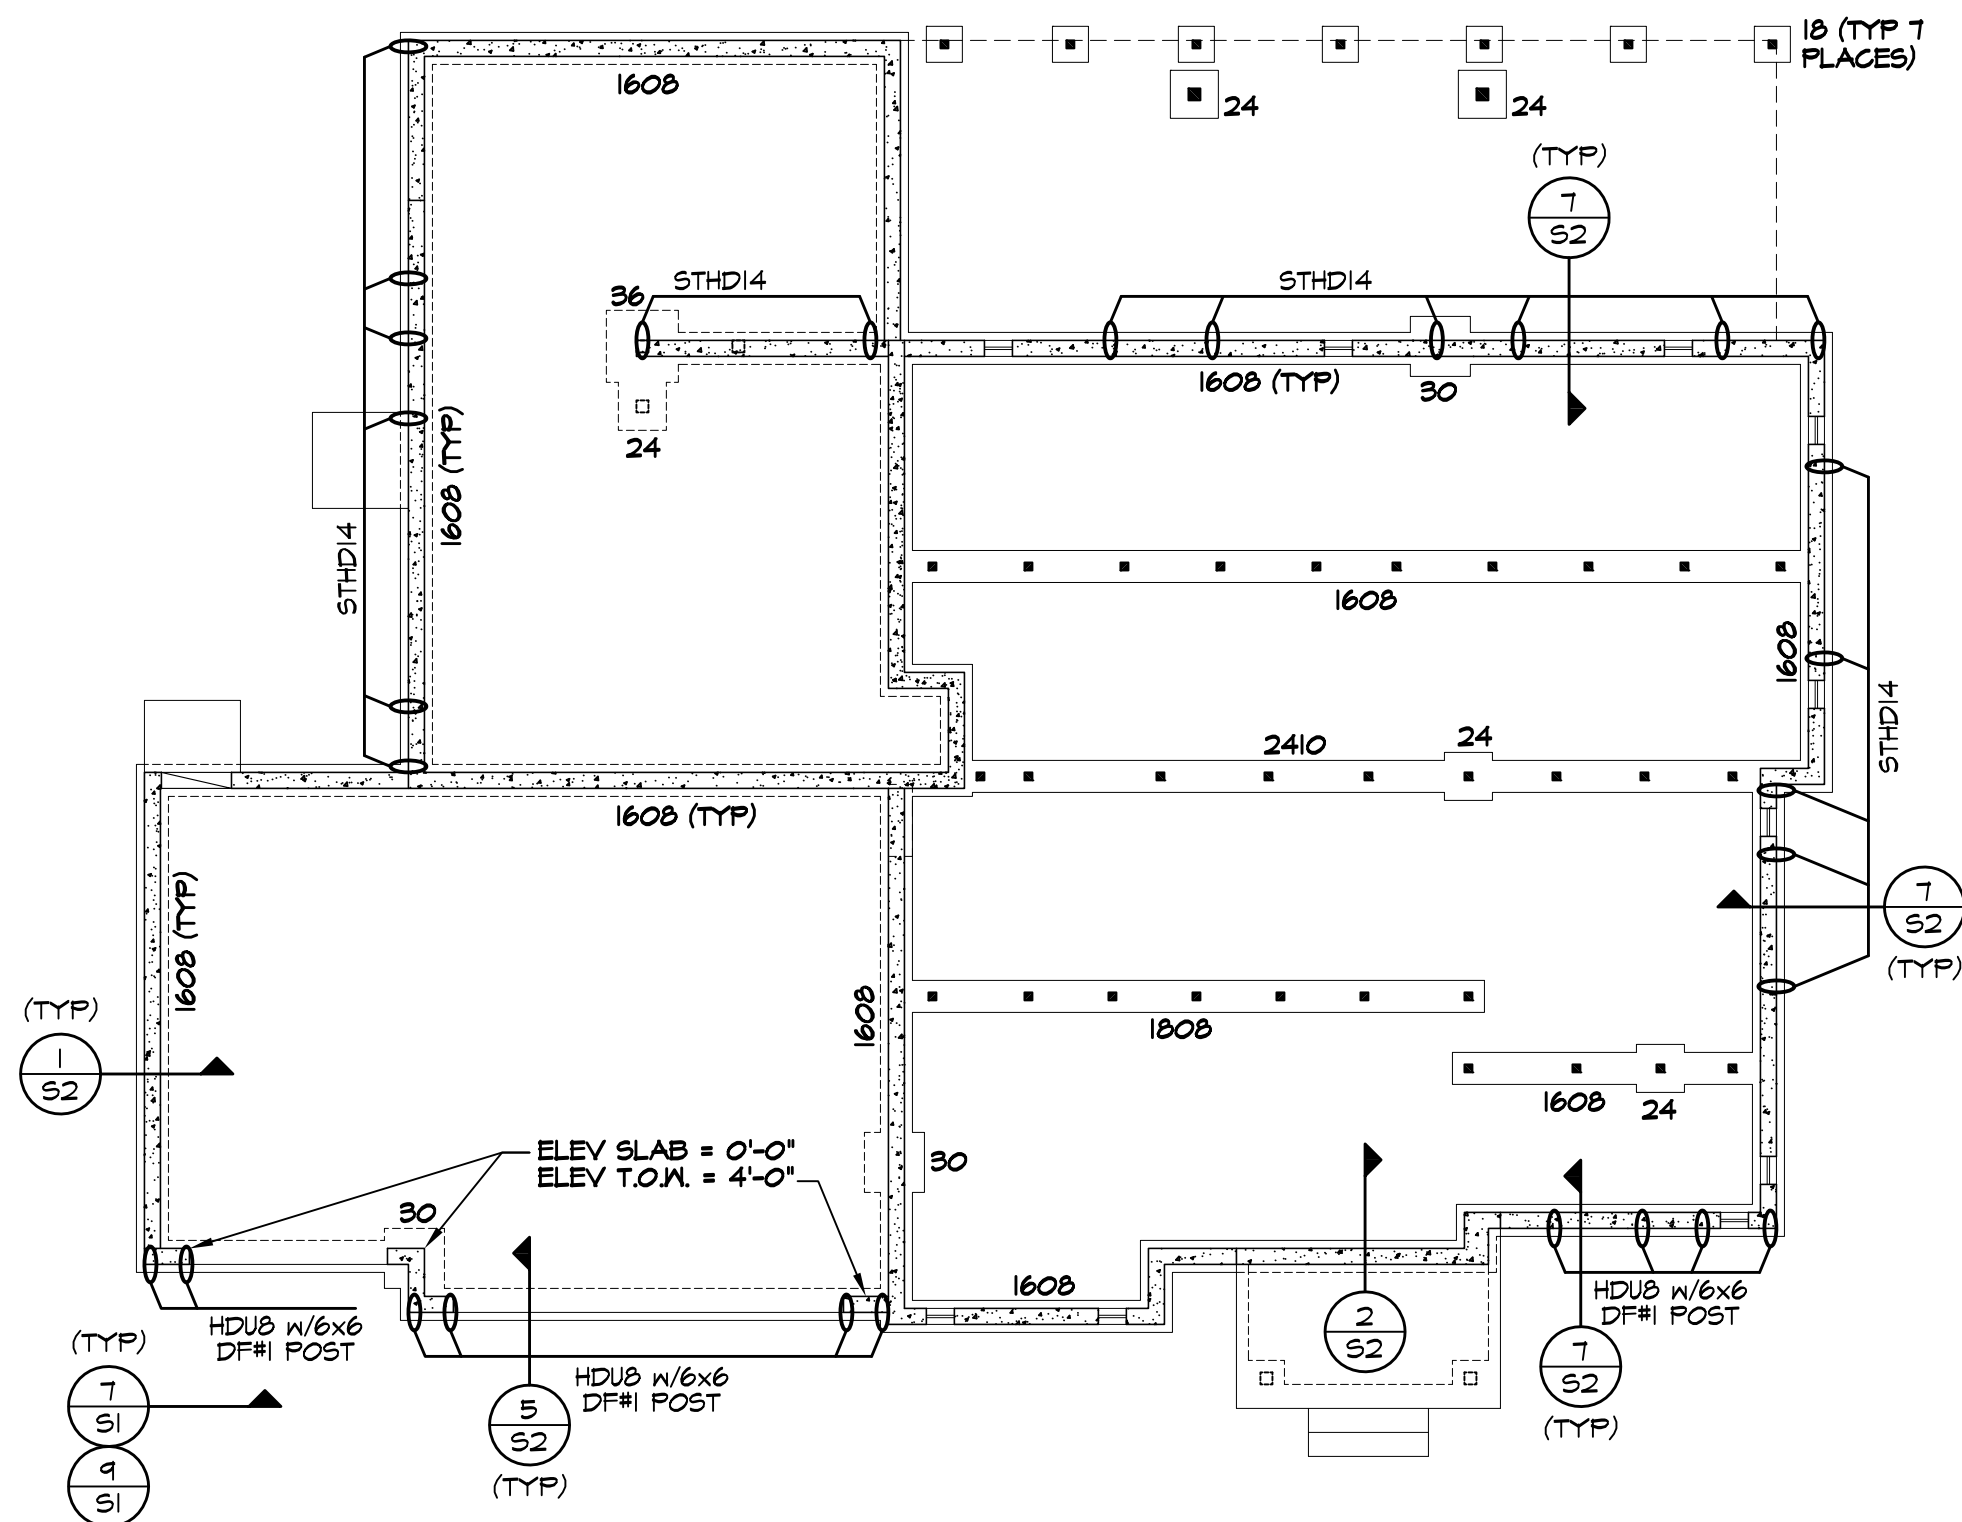 18 (TYP 7
PLACES)
1608
24
24
(TYP)
7
S2
STHD14
STHD14
36
1608 (TYP)
30
24
1608 (TYP)
STHD14
1608
1608
STHD14
2410
24
1608 (TYP)
1608 (TYP)
7
S2
(TYP)
1608
1808
(TYP)
1
S2
1608
24
ELEV SLAB = 0'-0"
ELEV T.O.W. = 4'-0"
30
30
1608
HDU8 W/6x6
DF#1 POST
HDU8 W/6x6
DF#1 POST
2
S2
7
S2
(TYP)
(TYP)
7
S1
9
S1
HDU8 W/6x6
DF#1 POST
5
S2
(TYP)